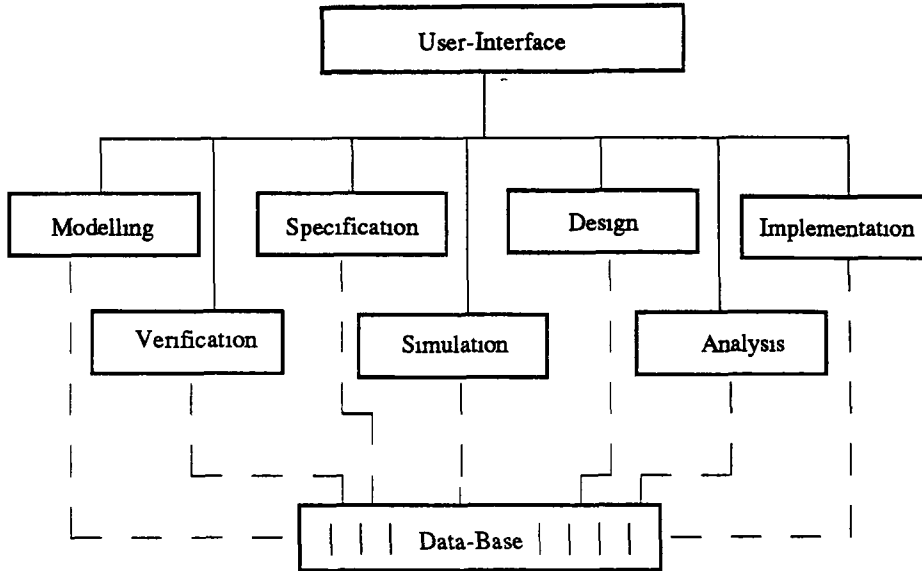 User-Interface
Modelling
Specification
Design
Implementation
Verification
Simulation
Analysis
Data-Base